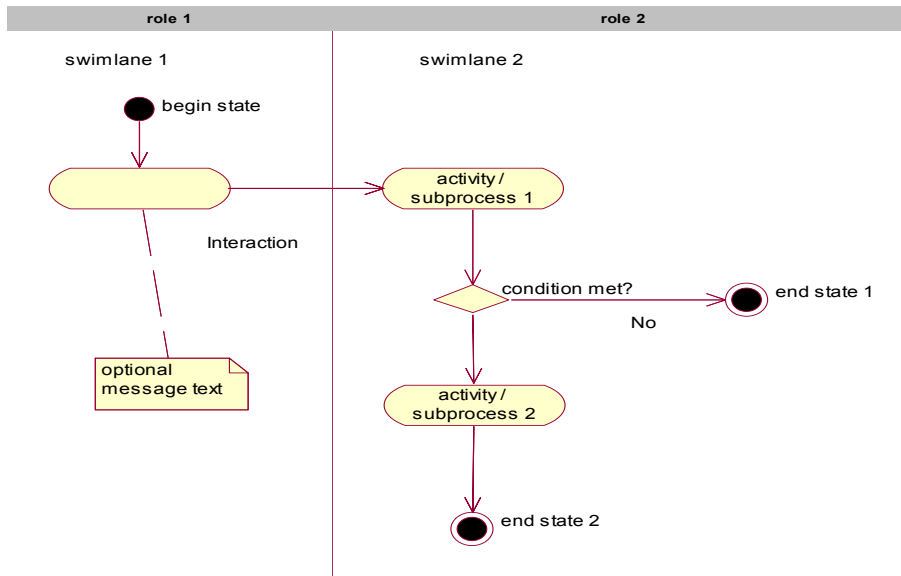 role 1
role 2
swimlane 1
swimlane 2
begin state
activity /
subprocess 1
Interaction
condition met?
end state 1
No
optional
message text
activity /
subprocess 2
end state 2